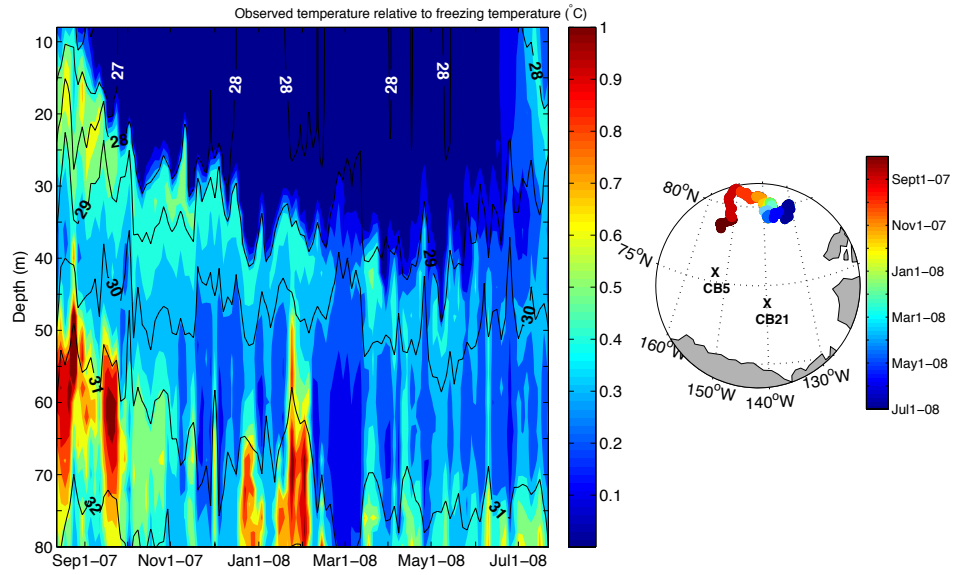 Observed temperature relative to freezing temperature (°C)
Depth (m)
10
20
30
40
50
60
70
80
Sep1−07
Nov1−07
Jan1−08
Mar1−08
May1−08
Jul1−08
27
28
28
28
28
28
28
29
29
30
30
31
31
32
1
0.9
0.8
0.7
0.6
0.5
0.4
0.3
0.2
0.1
80°N
75°N
160°W
150°W
140°W
130°W
X
CB5
X
CB21
Sept1−07
Nov1−07
Jan1−08
Mar1−08
May1−08
Jul1−08